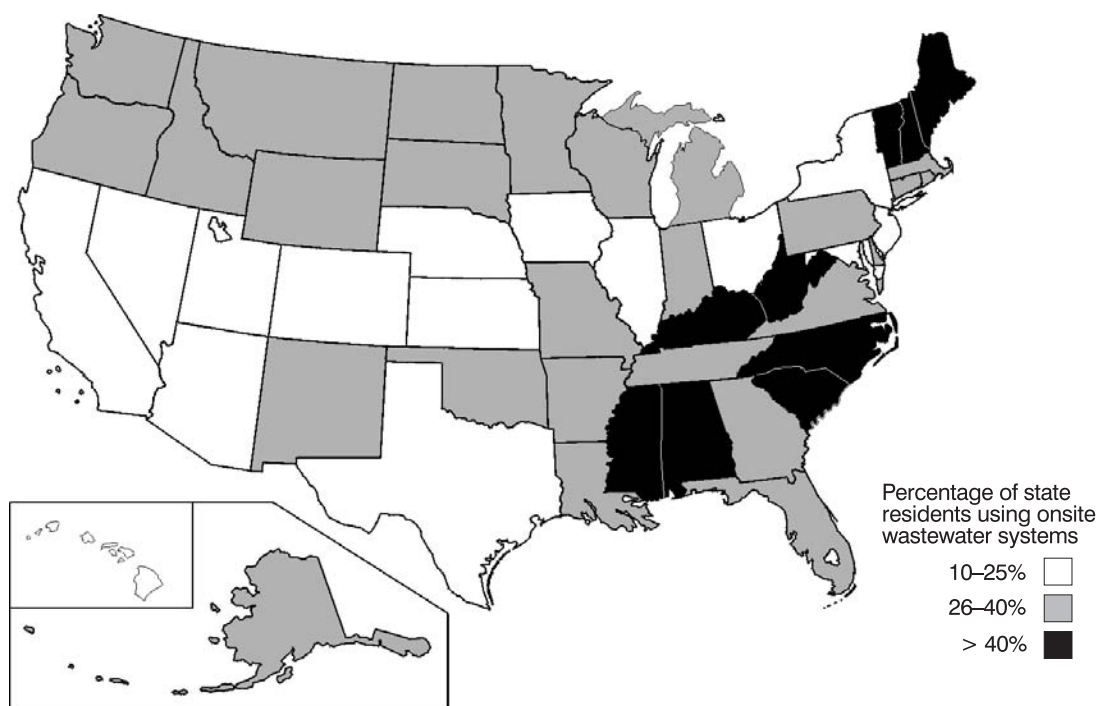 Percentage of state
residents using onsite
wastewater systems
10–25%
26–40%
> 40%